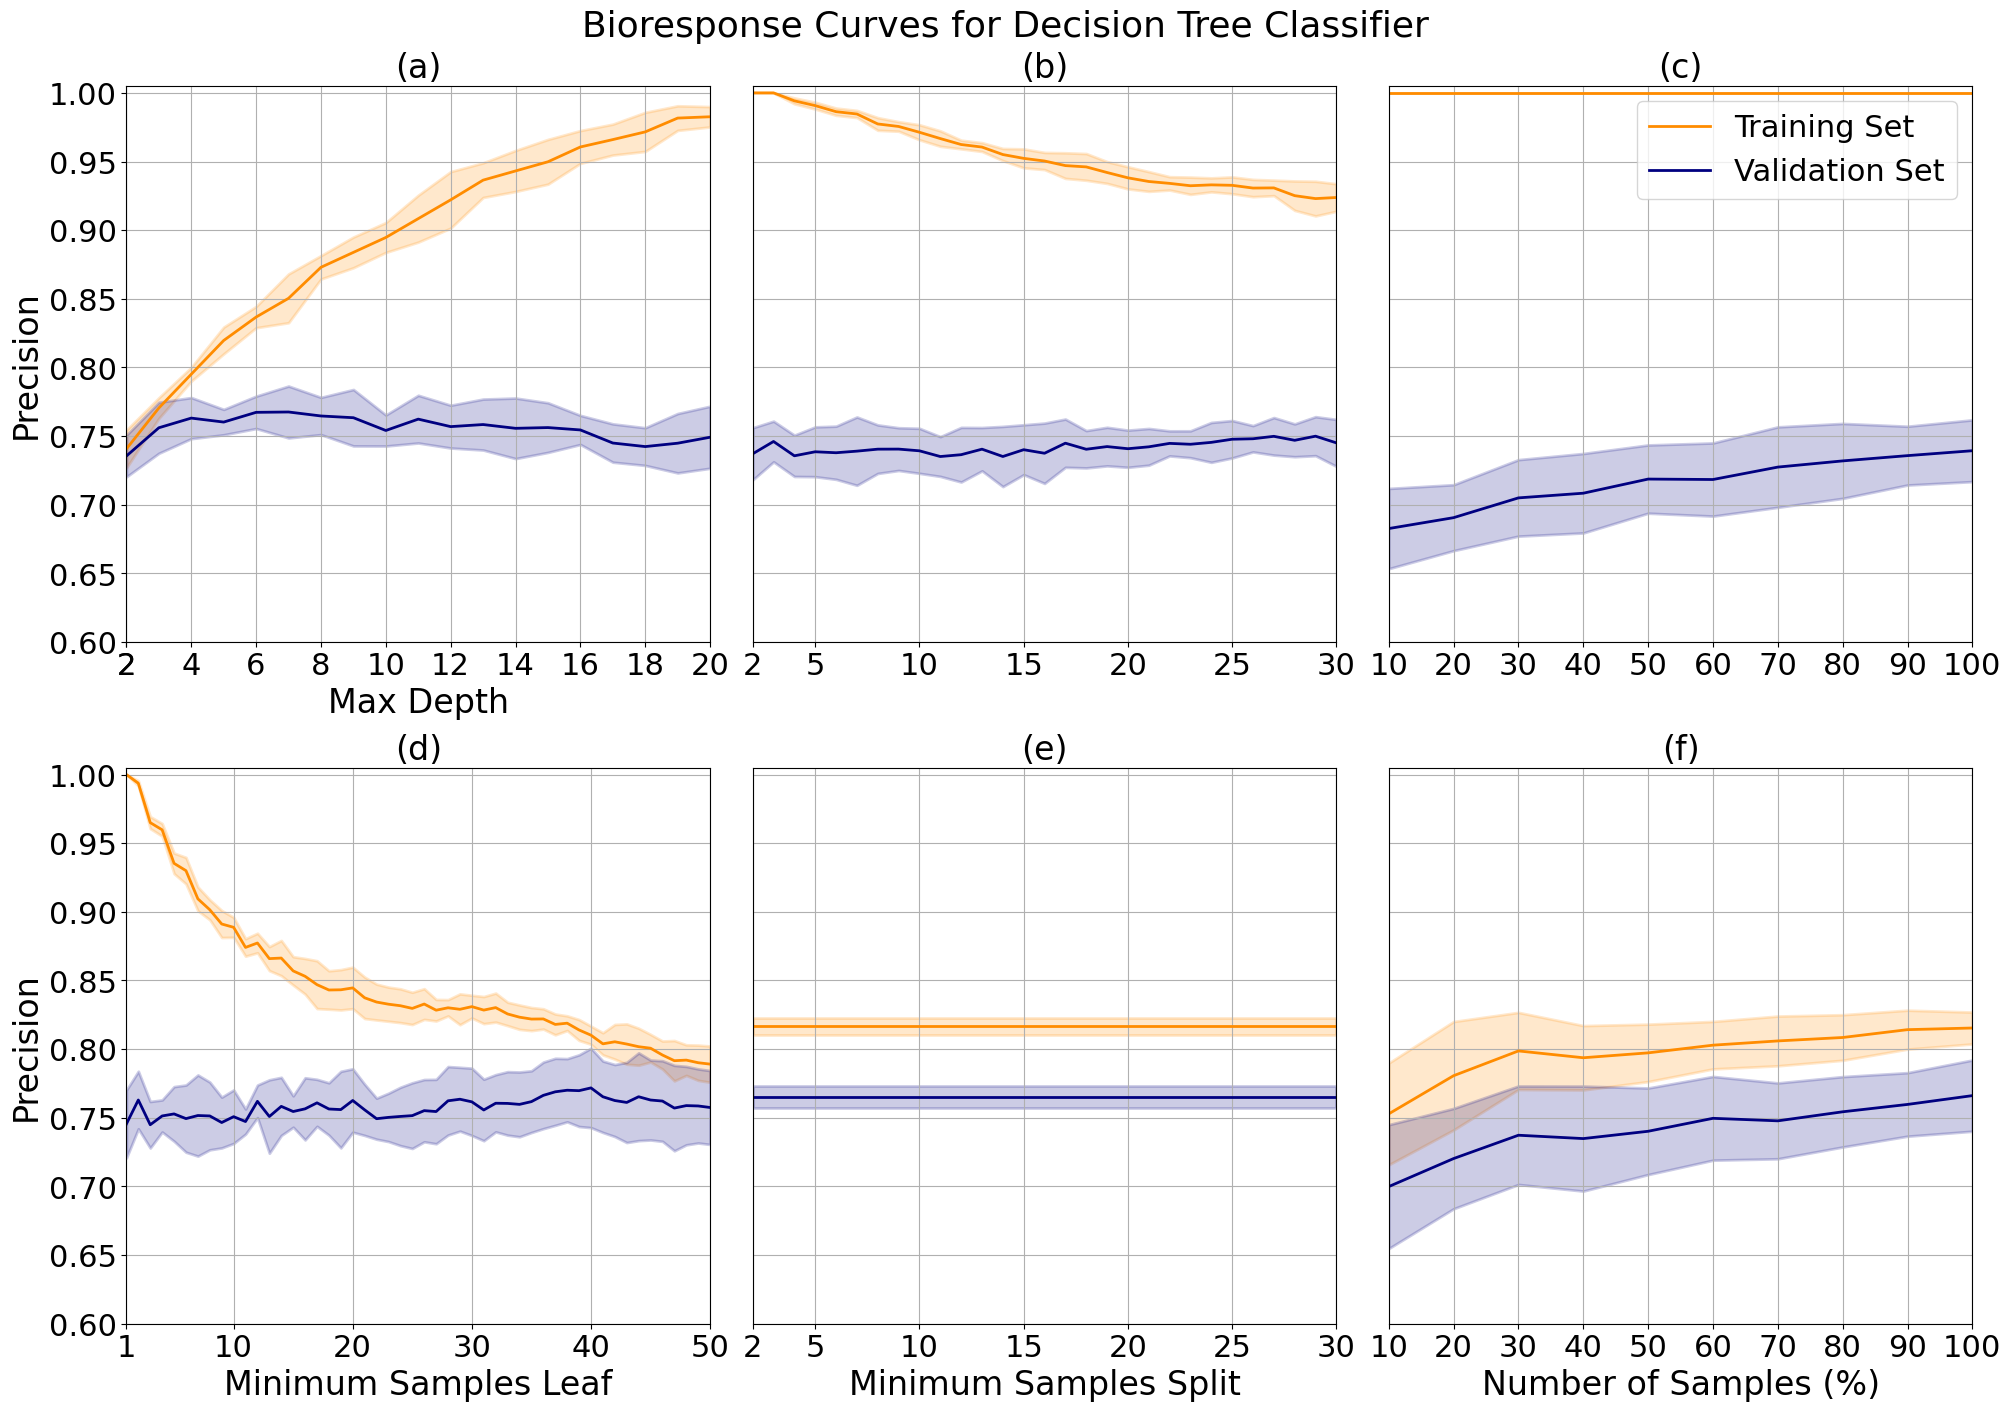 Bioresponse Curves for Decision Tree Classifier
(a)
(b)
(c)
1.00
0.95
0.90
0.85
0.80
0.75
0.70
0.65
0.60
Precision
2 4 6 8 10 12 14 16 18 20
Max Depth
2 5 10 15 20 25 30
Training Set
Validation Set
10 20 30 40 50 60 70 80 90 100
(d)
(e)
(f)
1.00
0.95
0.90
0.85
0.80
0.75
0.70
0.65
0.60
Precision
1 10 20 30 40 50
Minimum Samples Leaf
2 5 10 15 20 25 30
Minimum Samples Split
10 20 30 40 50 60 70 80 90 100
Number of Samples (%)